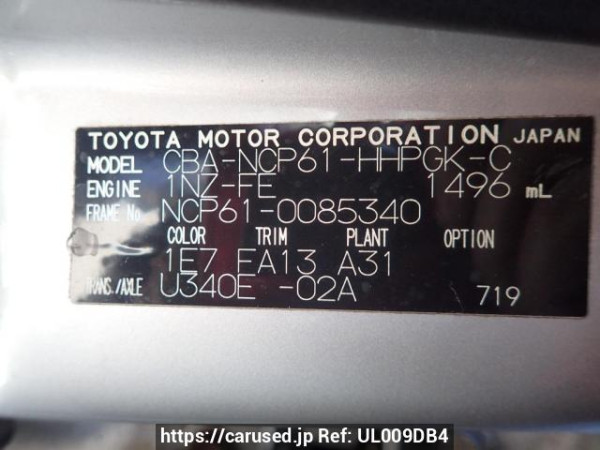 TOYOTA MOTOR CORPORATION JAPAN
MODEL CBA-NCP61-HHPGK-C
ENGINE 1NZ-FE 1496 mL
FRAME No. NCP61-0085340
COLOR TRIM PLANT OPTION
1E7 FA13 A31
TRANS./AXLE U340E -02A 719
https://carused.jp Ref: UL009DB4